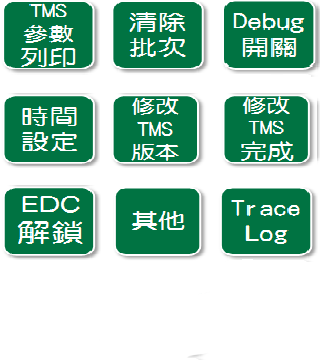 TMS
參數
列印
清除
批次
Debug
開關
時間
設定
修改
TMS
版本
修改
TMS
完成
EDC
解鎖
其他
Trace
Log